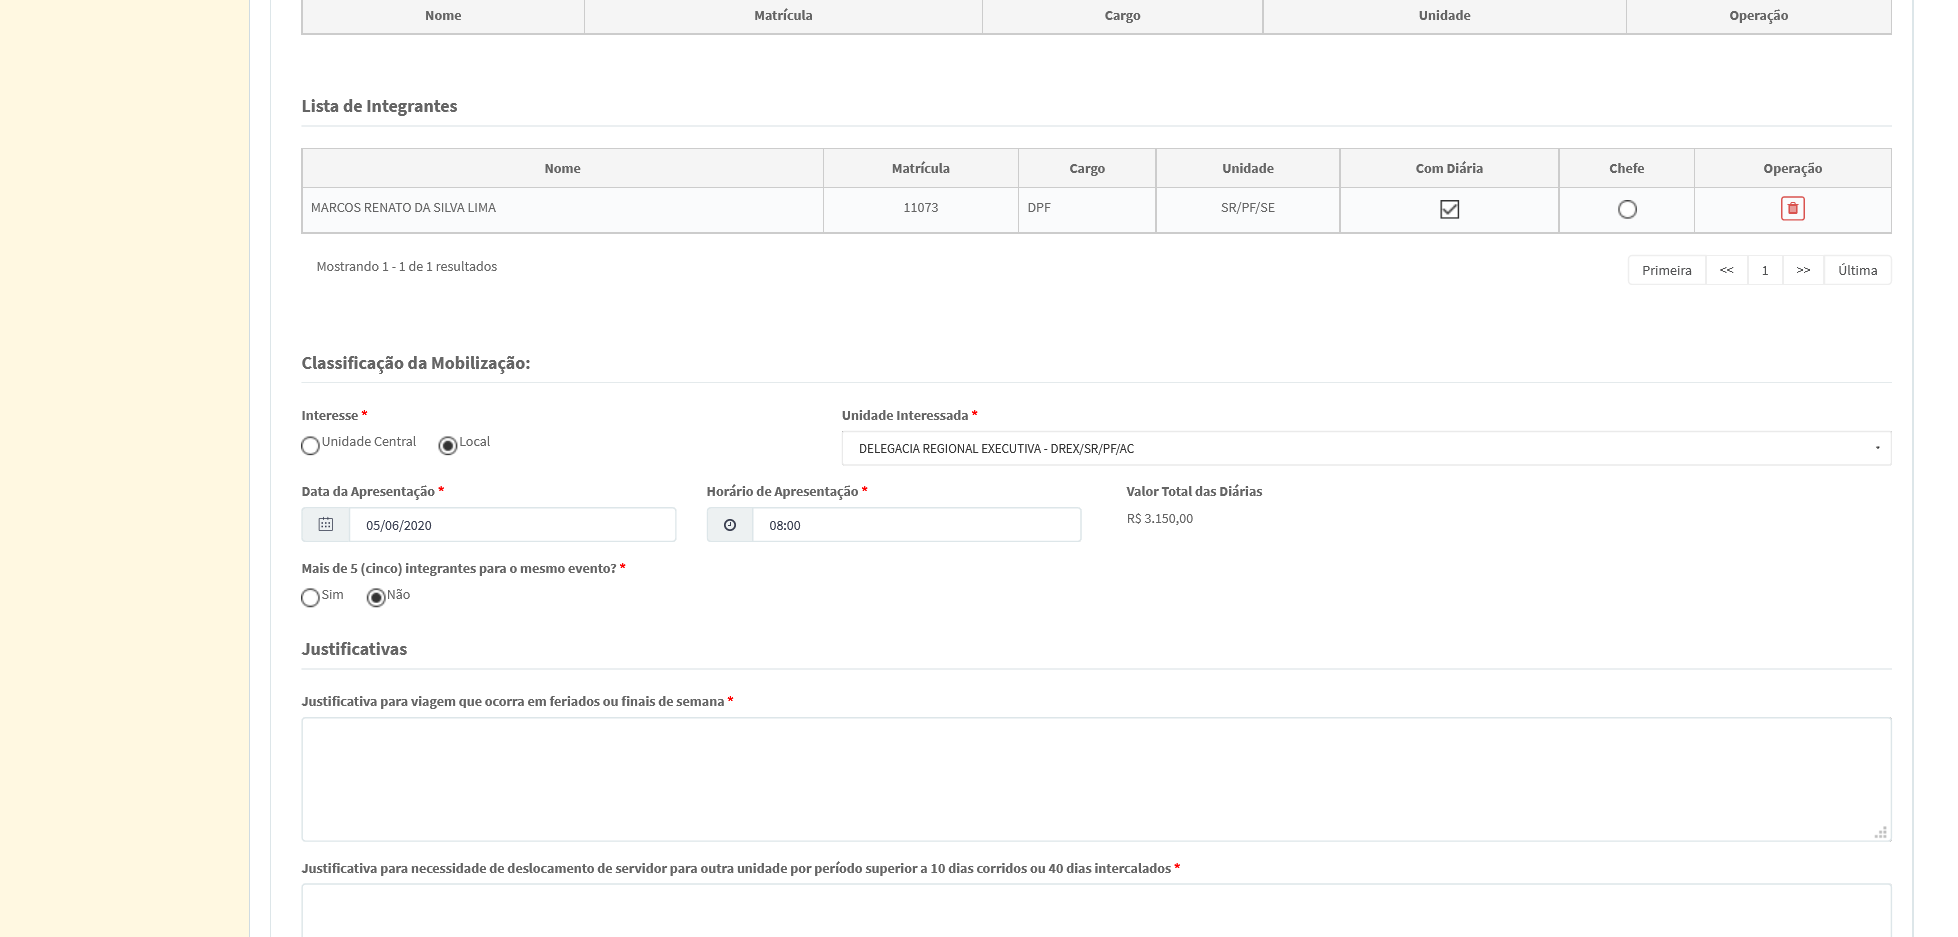 Nome Matrícula Cargo Unidade Operação
Lista de Integrantes
Nome Matrícula Cargo Unidade Com Diária Chefe Operação
MARCOS RENATO DA SILVA LIMA 11073 DPF SR/PF/SE
Mostrando 1 - 1 de 1 resultados
Primeira << 1 >> Última
Classificação da Mobilização:
Interesse * Unidade Interessada *
Unidade Central Local DELEGACIA REGIONAL EXECUTIVA - DREX/SR/PF/AC
Data da Apresentação * Horário de Apresentação * Valor Total das Diárias
05/06/2020 08:00 R$ 3.150,00
Mais de 5 (cinco) integrantes para o mesmo evento? *
Sim Não
Justificativas
Justificativa para viagem que ocorra em feriados ou finais de semana *
Justificativa para necessidade de deslocamento de servidor para outra unidade por período superior a 10 dias corridos ou 40 dias intercalados *